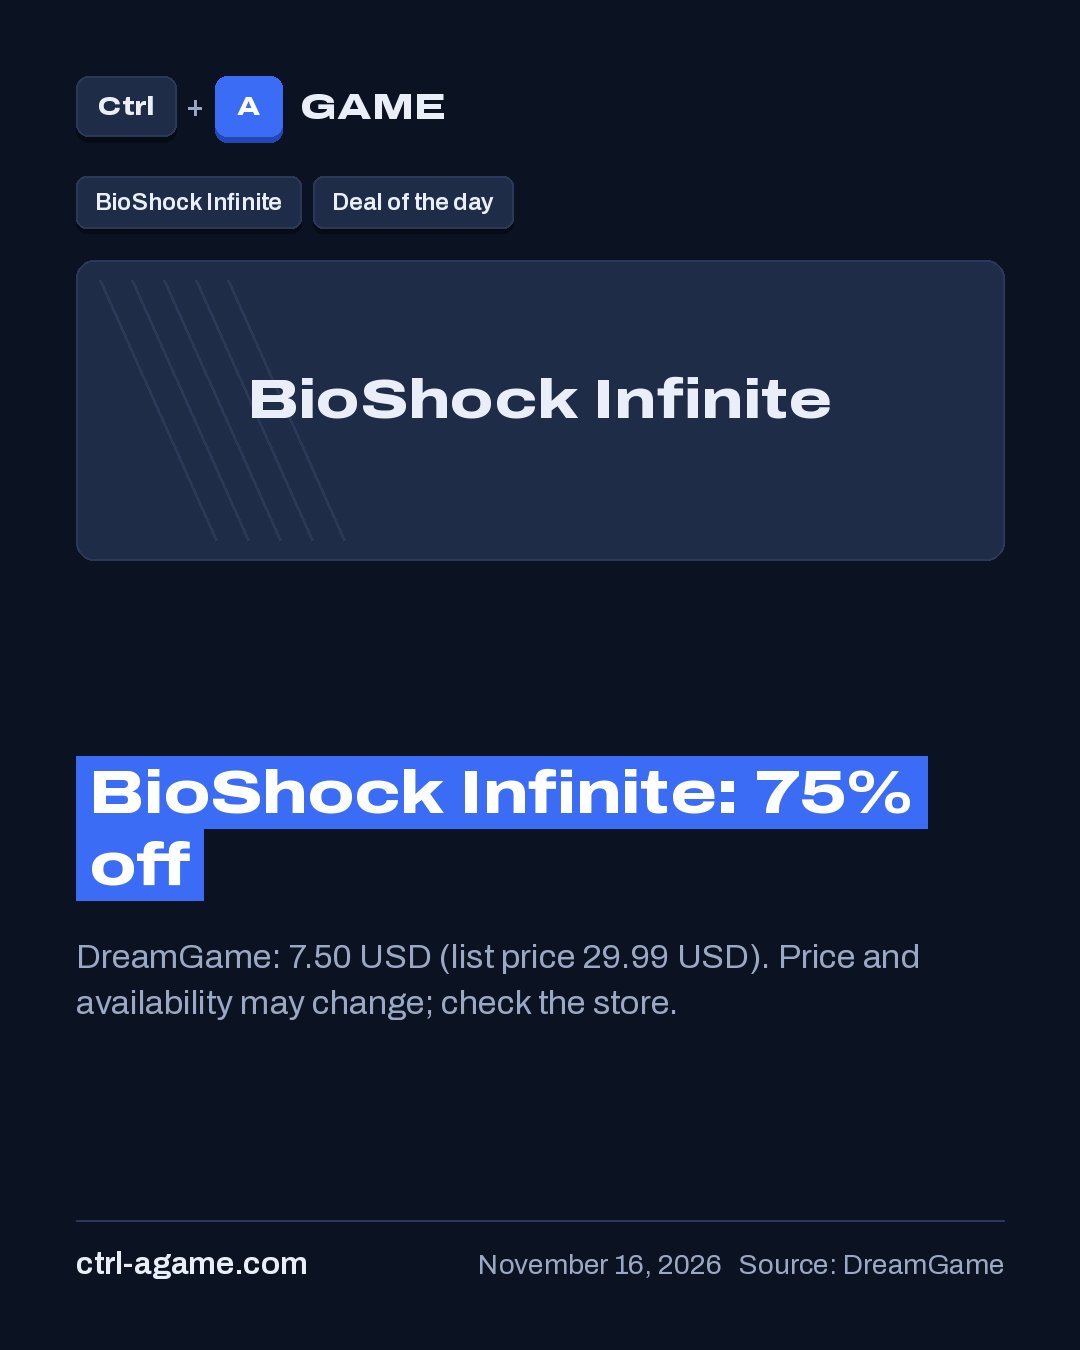 Ctrl + A GAME
BioShock Infinite Deal of the day
BioShock Infinite
BioShock Infinite: 75%
off
DreamGame: 7.50 USD (list price 29.99 USD). Price and
availability may change; check the store.
ctrl-agame.com November 16, 2026 Source: DreamGame